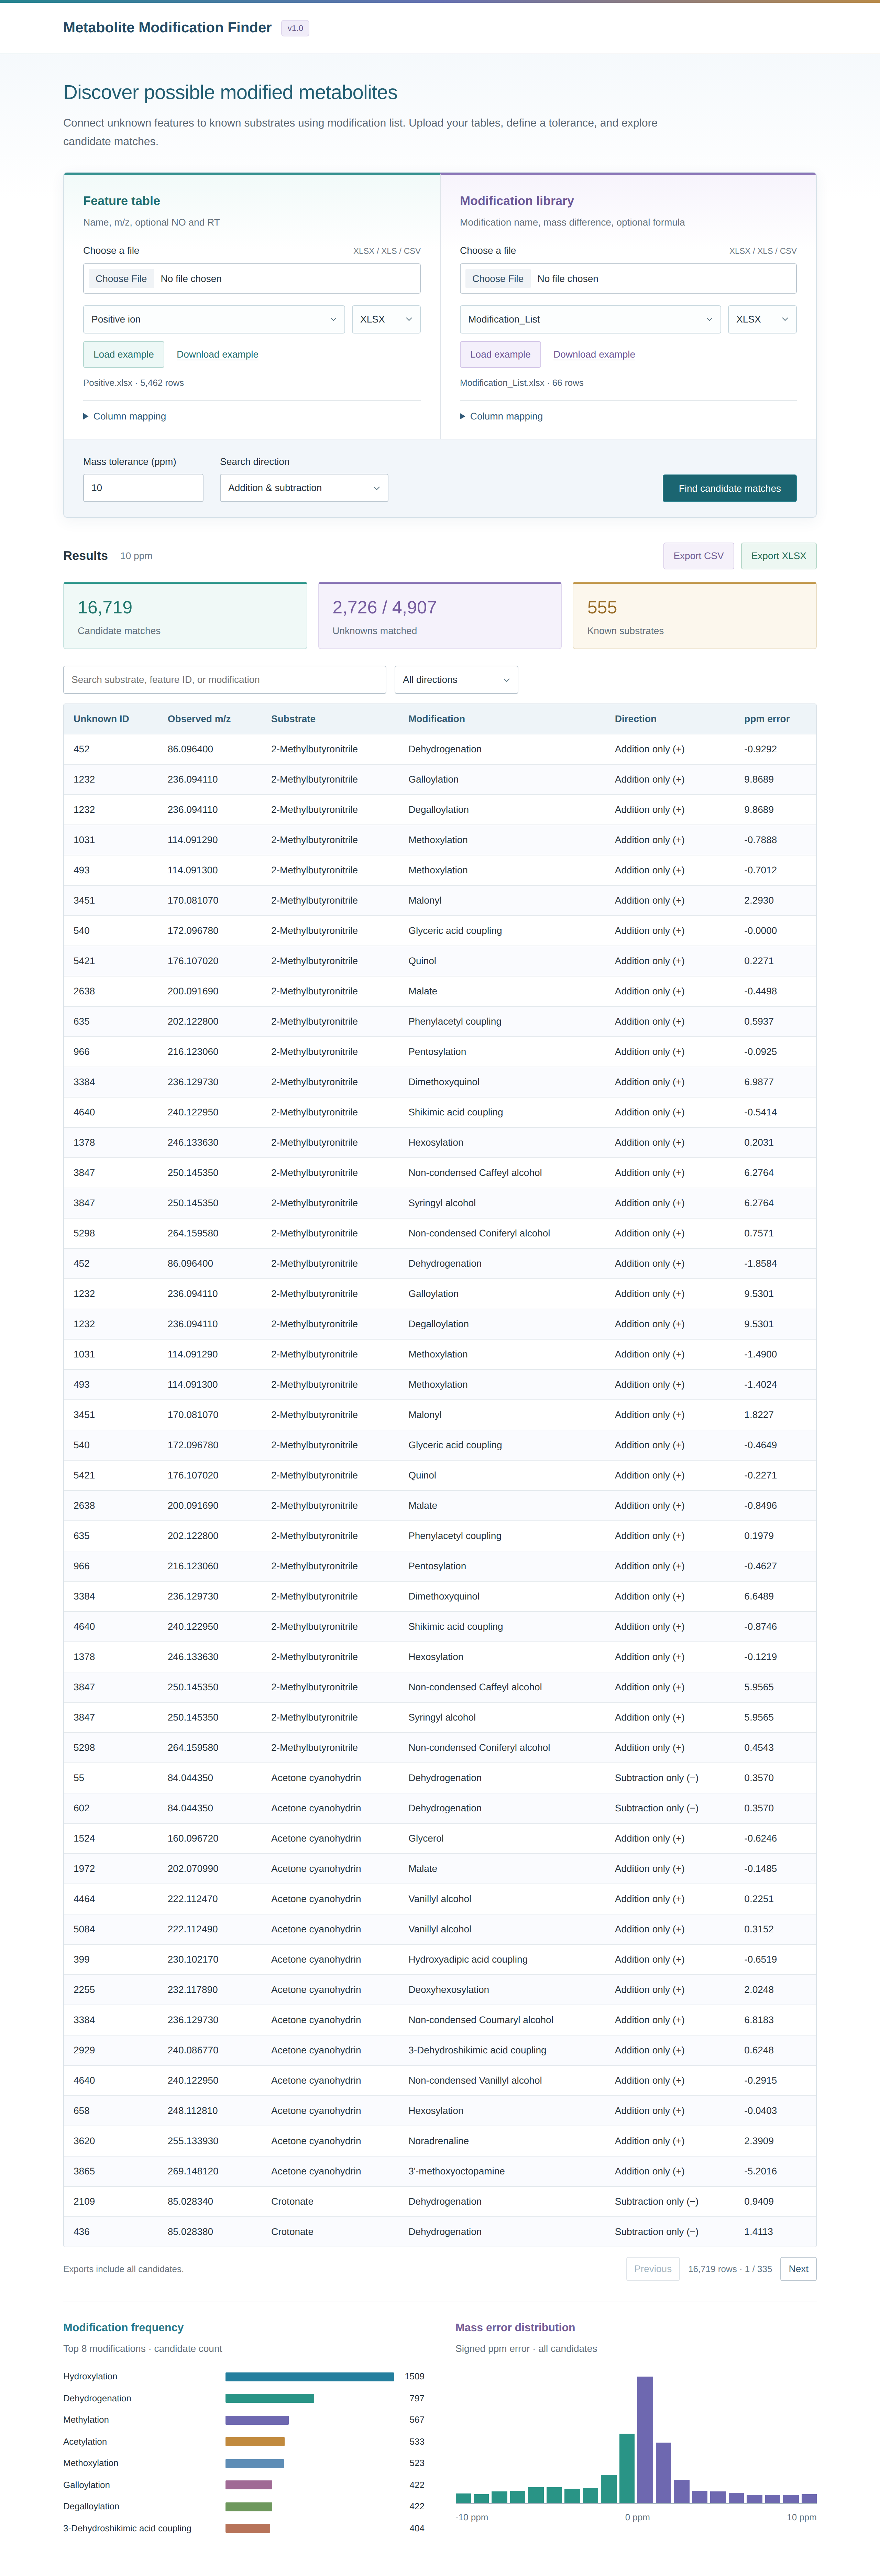 Metabolite Modification Finder v1.0
Discover possible modified metabolites
Connect unknown features to known substrates using modification list. Upload your tables, define a tolerance, and explore
candidate matches.
Feature table
Name, m/z, optional NO and RT
Choose a file XLSX / XLS / CSV
Choose File No file chosen
Positive ion XLSX
Load example Download example
Positive.xlsx · 5,462 rows
Column mapping
Modification library
Modification name, mass difference, optional formula
Choose a file XLSX / XLS / CSV
Choose File No file chosen
Modification_List XLSX
Load example Download example
Modification_List.xlsx · 66 rows
Column mapping
Mass tolerance (ppm) Search direction
10 Addition & subtraction Find candidate matches
Results 10 ppm Export CSV Export XLSX
16,719 2,726 / 4,907 555
Candidate matches Unknowns matched Known substrates
Search substrate, feature ID, or modification All directions
Unknown ID Observed m/z Substrate Modification Direction ppm error
452 86.096400 2-Methylbutyronitrile Dehydrogenation Addition only (+) -0.9292
1232 236.094110 2-Methylbutyronitrile Galloylation Addition only (+) 9.8689
1232 236.094110 2-Methylbutyronitrile Degalloylation Addition only (+) 9.8689
1031 114.091290 2-Methylbutyronitrile Methoxylation Addition only (+) -0.7888
493 114.091300 2-Methylbutyronitrile Methoxylation Addition only (+) -0.7012
3451 170.081070 2-Methylbutyronitrile Malonyl Addition only (+) 2.2930
540 172.096780 2-Methylbutyronitrile Glyceric acid coupling Addition only (+) -0.0000
5421 176.107020 2-Methylbutyronitrile Quinol Addition only (+) 0.2271
2638 200.091690 2-Methylbutyronitrile Malate Addition only (+) -0.4498
635 202.122800 2-Methylbutyronitrile Phenylacetyl coupling Addition only (+) 0.5937
966 216.123060 2-Methylbutyronitrile Pentosylation Addition only (+) -0.0925
3384 236.129730 2-Methylbutyronitrile Dimethoxyquinol Addition only (+) 6.9877
4640 240.122950 2-Methylbutyronitrile Shikimic acid coupling Addition only (+) -0.5414
1378 246.133630 2-Methylbutyronitrile Hexosylation Addition only (+) 0.2031
3847 250.145350 2-Methylbutyronitrile Non-condensed Caffeyl alcohol Addition only (+) 6.2764
3847 250.145350 2-Methylbutyronitrile Syringyl alcohol Addition only (+) 6.2764
5298 264.159580 2-Methylbutyronitrile Non-condensed Coniferyl alcohol Addition only (+) 0.7571
452 86.096400 2-Methylbutyronitrile Dehydrogenation Addition only (+) -1.8584
1232 236.094110 2-Methylbutyronitrile Galloylation Addition only (+) 9.5301
1232 236.094110 2-Methylbutyronitrile Degalloylation Addition only (+) 9.5301
1031 114.091290 2-Methylbutyronitrile Methoxylation Addition only (+) -1.4900
493 114.091300 2-Methylbutyronitrile Methoxylation Addition only (+) -1.4024
3451 170.081070 2-Methylbutyronitrile Malonyl Addition only (+) 1.8227
540 172.096780 2-Methylbutyronitrile Glyceric acid coupling Addition only (+) -0.4649
5421 176.107020 2-Methylbutyronitrile Quinol Addition only (+) -0.2271
2638 200.091690 2-Methylbutyronitrile Malate Addition only (+) -0.8496
635 202.122800 2-Methylbutyronitrile Phenylacetyl coupling Addition only (+) 0.1979
966 216.123060 2-Methylbutyronitrile Pentosylation Addition only (+) -0.4627
3384 236.129730 2-Methylbutyronitrile Dimethoxyquinol Addition only (+) 6.6489
4640 240.122950 2-Methylbutyronitrile Shikimic acid coupling Addition only (+) -0.8746
1378 246.133630 2-Methylbutyronitrile Hexosylation Addition only (+) -0.1219
3847 250.145350 2-Methylbutyronitrile Non-condensed Caffeyl alcohol Addition only (+) 5.9565
3847 250.145350 2-Methylbutyronitrile Syringyl alcohol Addition only (+) 5.9565
5298 264.159580 2-Methylbutyronitrile Non-condensed Coniferyl alcohol Addition only (+) 0.4543
55 84.044350 Acetone cyanohydrin Dehydrogenation Subtraction only (−) 0.3570
602 84.044350 Acetone cyanohydrin Dehydrogenation Subtraction only (−) 0.3570
1524 160.096720 Acetone cyanohydrin Glycerol Addition only (+) -0.6246
1972 202.070990 Acetone cyanohydrin Malate Addition only (+) -0.1485
4464 222.112470 Acetone cyanohydrin Vanillyl alcohol Addition only (+) 0.2251
5084 222.112490 Acetone cyanohydrin Vanillyl alcohol Addition only (+) 0.3152
399 230.102170 Acetone cyanohydrin Hydroxyadipic acid coupling Addition only (+) -0.6519
2255 232.117890 Acetone cyanohydrin Deoxyhexosylation Addition only (+) 2.0248
3384 236.129730 Acetone cyanohydrin Non-condensed Coumaryl alcohol Addition only (+) 6.8183
2929 240.086770 Acetone cyanohydrin 3-Dehydroshikimic acid coupling Addition only (+) 0.6248
4640 240.122950 Acetone cyanohydrin Non-condensed Vanillyl alcohol Addition only (+) -0.2915
658 248.112810 Acetone cyanohydrin Hexosylation Addition only (+) -0.0403
3620 255.133930 Acetone cyanohydrin Noradrenaline Addition only (+) 2.3909
3865 269.148120 Acetone cyanohydrin 3'-methoxyoctopamine Addition only (+) -5.2016
2109 85.028340 Crotonate Dehydrogenation Subtraction only (−) 0.9409
436 85.028380 Crotonate Dehydrogenation Subtraction only (−) 1.4113
Exports include all candidates. Previous 16,719 rows · 1 / 335 Next
Modification frequency
Top 8 modifications · candidate count
Hydroxylation 1509
Dehydrogenation 797
Methylation 567
Acetylation 533
Methoxylation 523
Galloylation 422
Degalloylation 422
3-Dehydroshikimic acid coupling 404
Mass error distribution
Signed ppm error · all candidates
-10 ppm 0 ppm 10 ppm